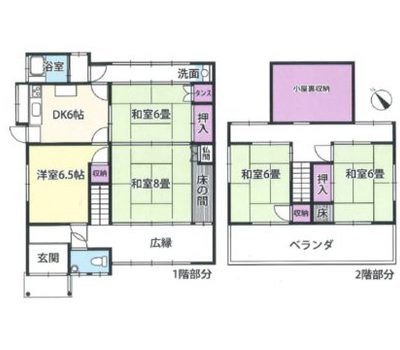 浴室
洗面
タンス
DK6帖
和室6畳
押入
仏間
洋室6.5帖
収納
和室8畳
床の間
玄関
広縁
1階部分
小屋裏収納
和室6畳
押入
和室6畳
収納
床
ベランダ
2階部分